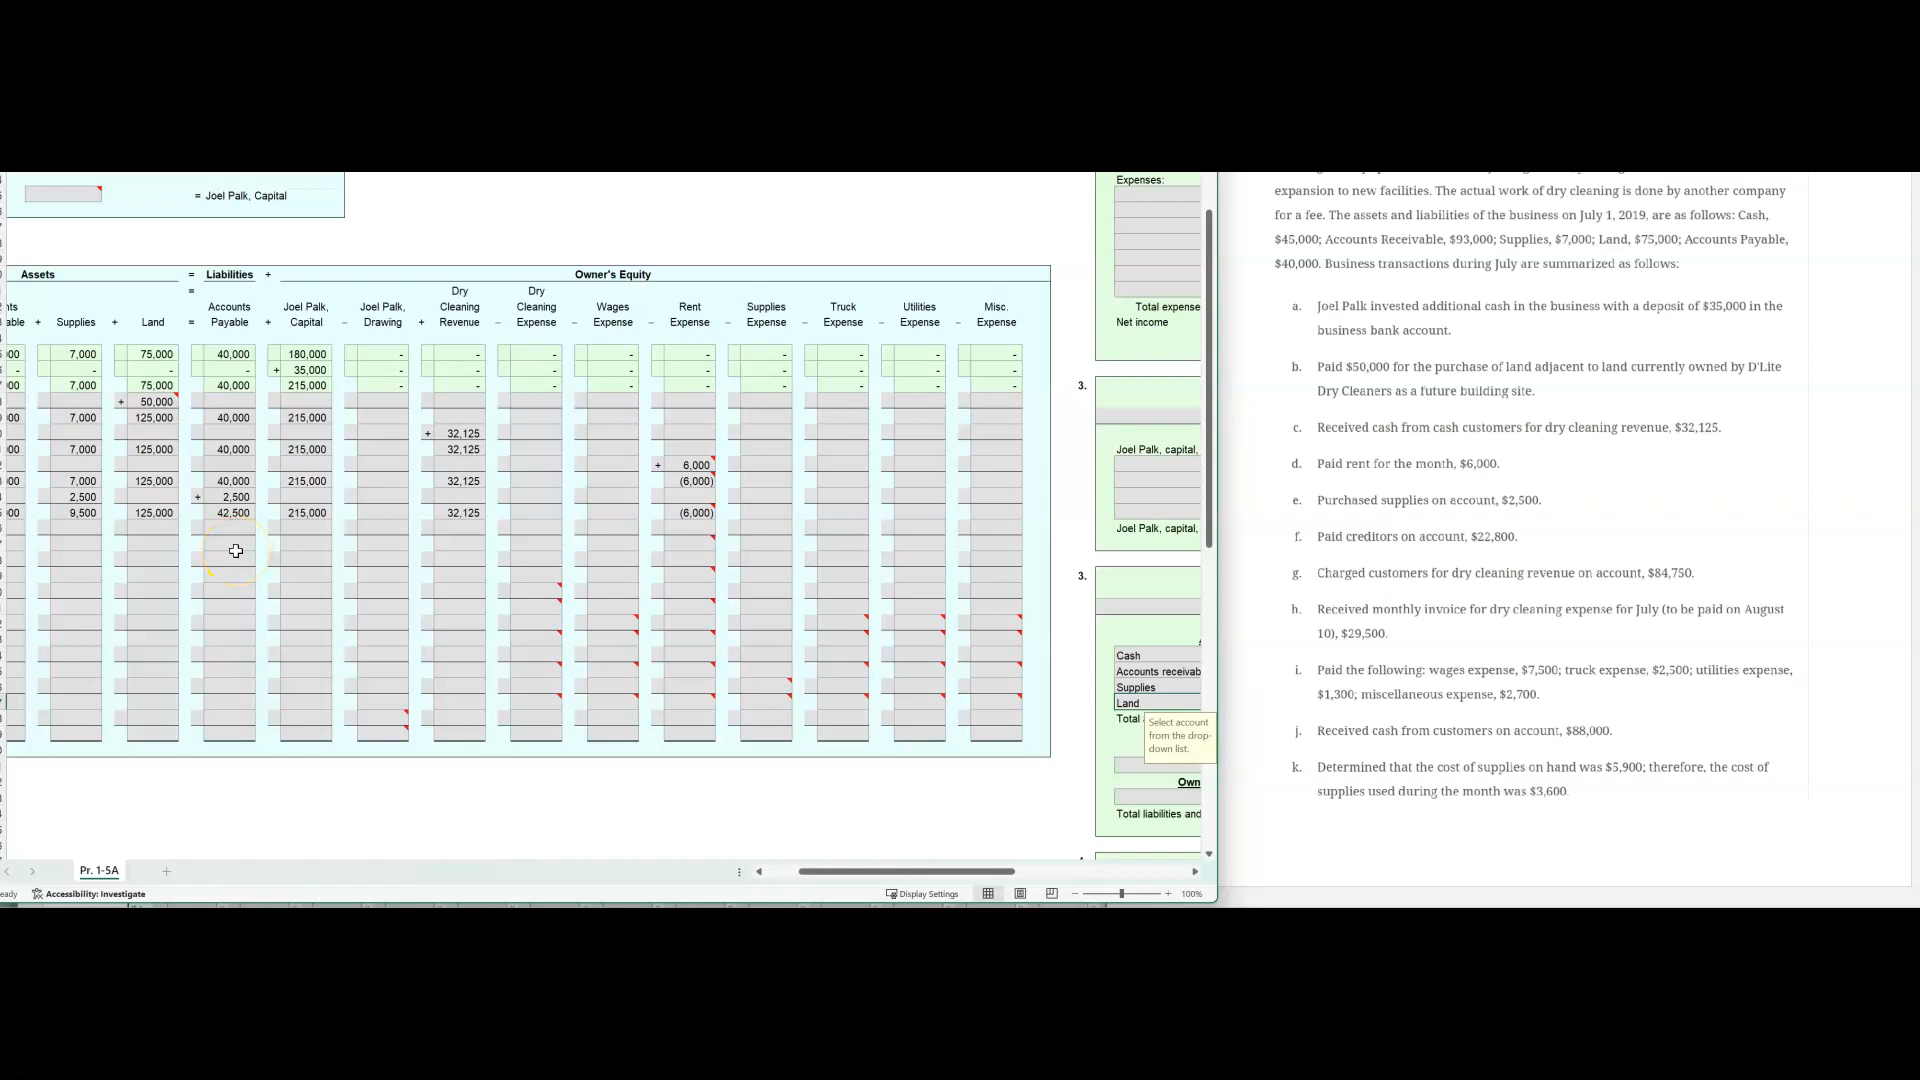 = Joel Palk, Capital
Assets = Liabilities + Owner's Equity
=
Dry Dry
Accounts Joel Palk, Joel Palk, Cleaning Cleaning Wages Rent Supplies Truck Utilities Misc.
+ Supplies + Land = Payable + Capital − Drawing + Revenue − Expense − Expense − Expense − Expense − Expense − Expense − Expense
7,000 75,000 40,000 180,000 - - - - - - - - -
- - - + 35,000 - - - - - - - - -
7,000 75,000 40,000 215,000 - - - - - - - - -
+ 50,000
7,000 125,000 40,000 215,000
+ 32,125
7,000 125,000 40,000 215,000 32,125
+ 6,000
7,000 125,000 40,000 215,000 32,125 (6,000)
2,500 + 2,500
9,500 125,000 42,500 215,000 32,125 (6,000)
Expenses:
Total expense
Net income
3.
Joel Palk, capital,
Joel Palk, capital,
3.
Cash
Accounts receivab
Supplies
Land
Total
Select account
from the drop-
down list.
Own
Total liabilities and
Pr. 1-5A
Accessibility: Investigate
Display Settings
100%
expansion to new facilities. The actual work of dry cleaning is done by another company
for a fee. The assets and liabilities of the business on July 1, 2019, are as follows: Cash,
$45,000; Accounts Receivable, $93,000; Supplies, $7,000; Land, $75,000; Accounts Payable,
$40,000. Business transactions during July are summarized as follows:
a. Joel Palk invested additional cash in the business with a deposit of $35,000 in the
business bank account.
b. Paid $50,000 for the purchase of land adjacent to land currently owned by D'Lite
Dry Cleaners as a future building site.
c. Received cash from cash customers for dry cleaning revenue, $32,125.
d. Paid rent for the month, $6,000.
e. Purchased supplies on account, $2,500.
f. Paid creditors on account, $22,800.
g. Charged customers for dry cleaning revenue on account, $84,750.
h. Received monthly invoice for dry cleaning expense for July (to be paid on August
10), $29,500.
i. Paid the following: wages expense, $7,500; truck expense, $2,500; utilities expense,
$1,300; miscellaneous expense, $2,700.
j. Received cash from customers on account, $88,000.
k. Determined that the cost of supplies on hand was $5,900; therefore, the cost of
supplies used during the month was $3,600.